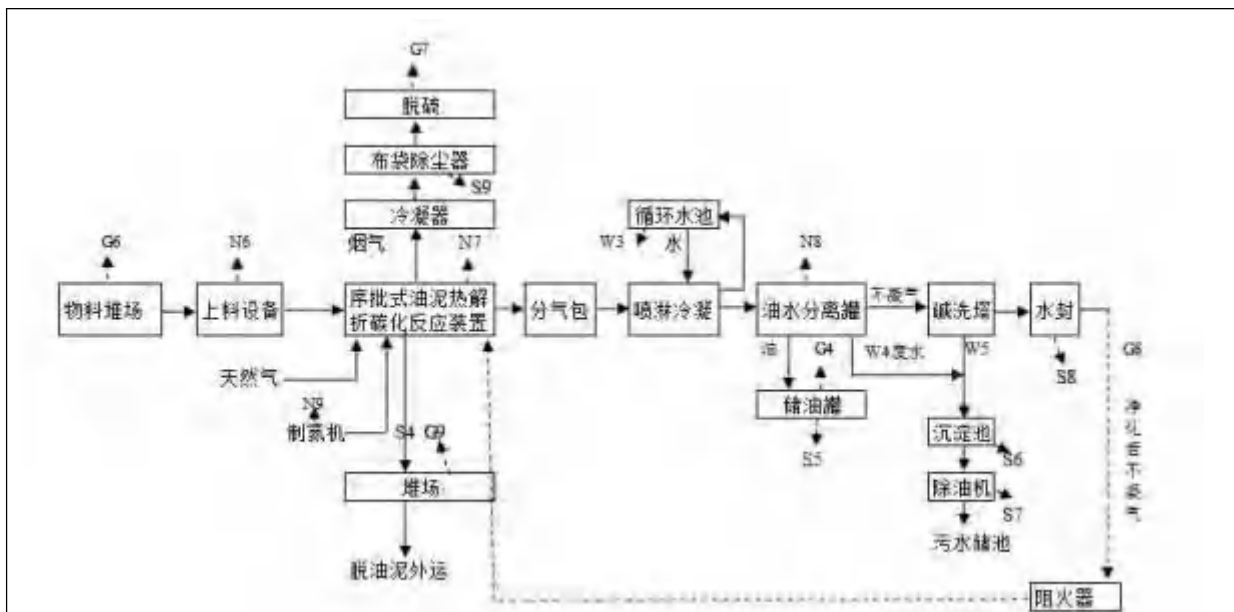 G7
脱硫
布袋除尘器
S9
冷凝器
循环水池
G6
N6
烟气
N7
W3
水
N8
物料堆场
上料设备
序批式油泥热解
折碳化反应装置
分气包
喷淋冷凝
油水分离罐
不凝气
碱洗塔
水封
天然气
油
G4
W4废水
W5
S8
N9
制氮机
储油罐
S4
G9
S5
沉淀池
S6
净化后不凝气
堆场
除油机
S7
脱油泥外运
污水储池
阻火器